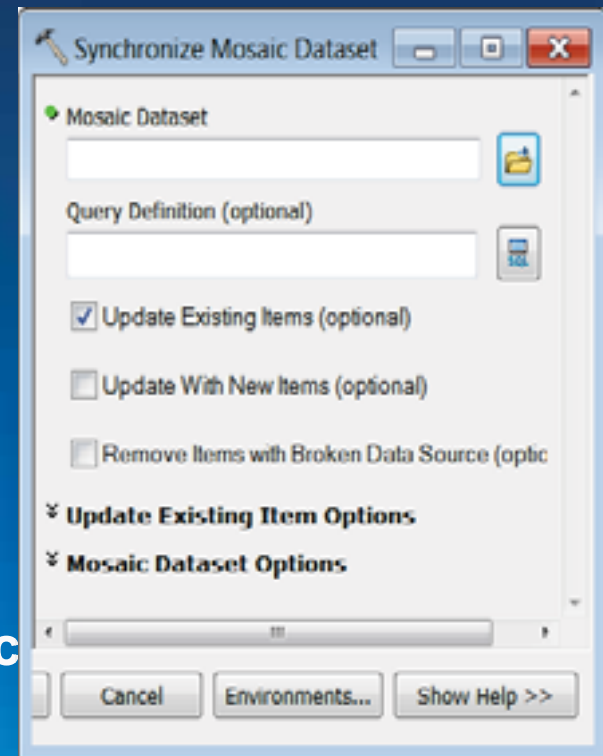 Synchronize Mosaic Dataset
Mosaic Dataset
Query Definition (optional)
SQL
Update Existing Items (optional)
Update With New Items (optional)
Remove Items with Broken Data Source (optic
Update Existing Item Options
Mosaic Dataset Options
c
Cancel
Environments...
Show Help >>